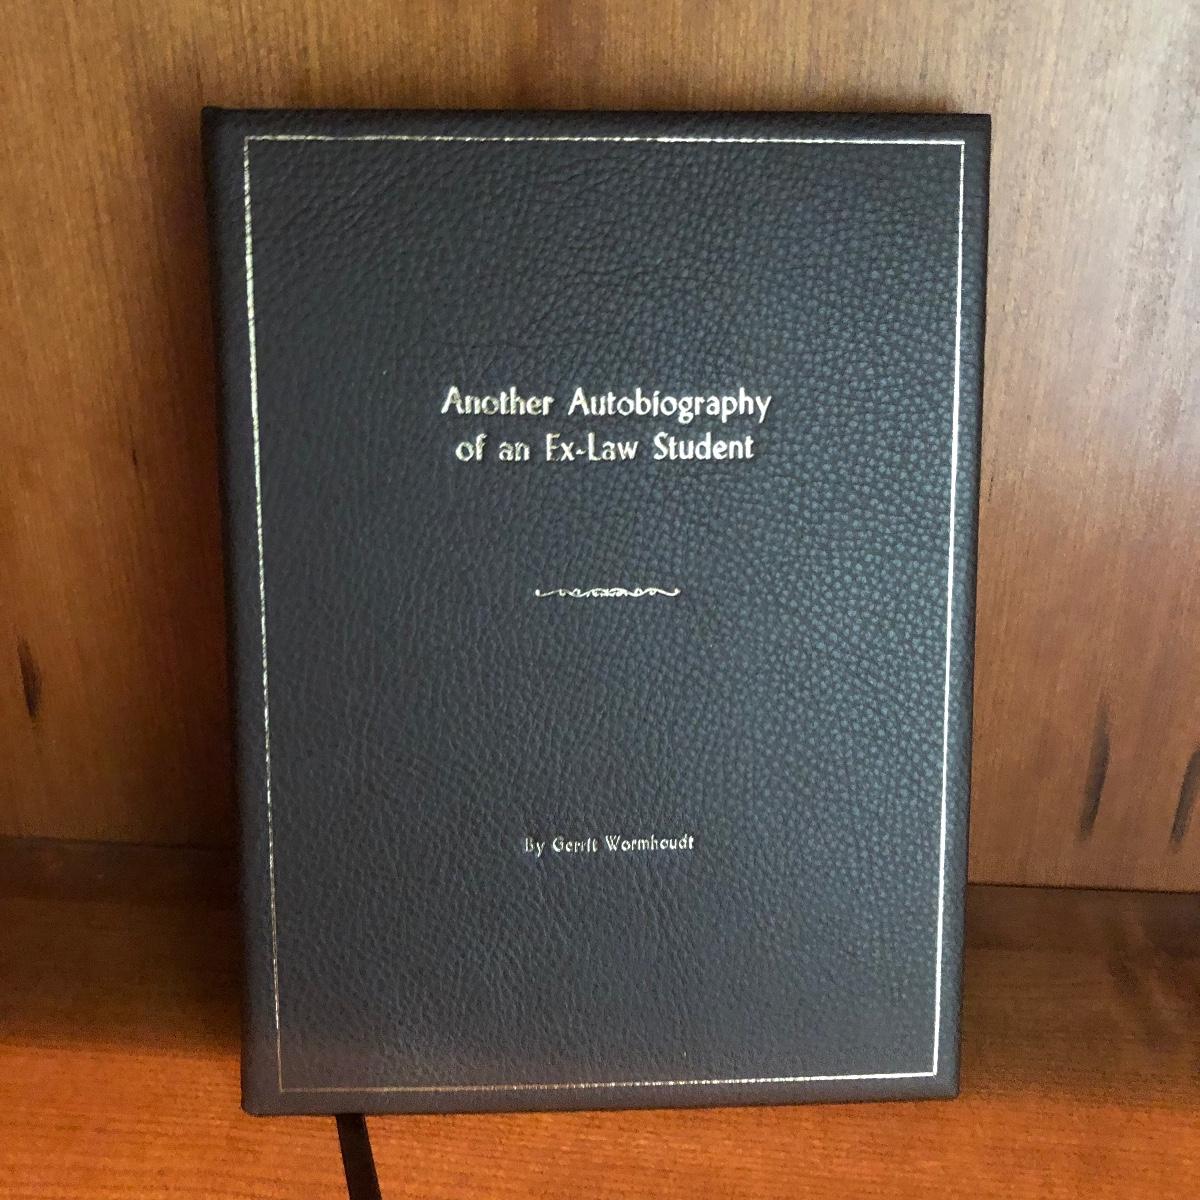 Another Autobiography
of an Ex-Law Student
By Gerrit Wormhoudt